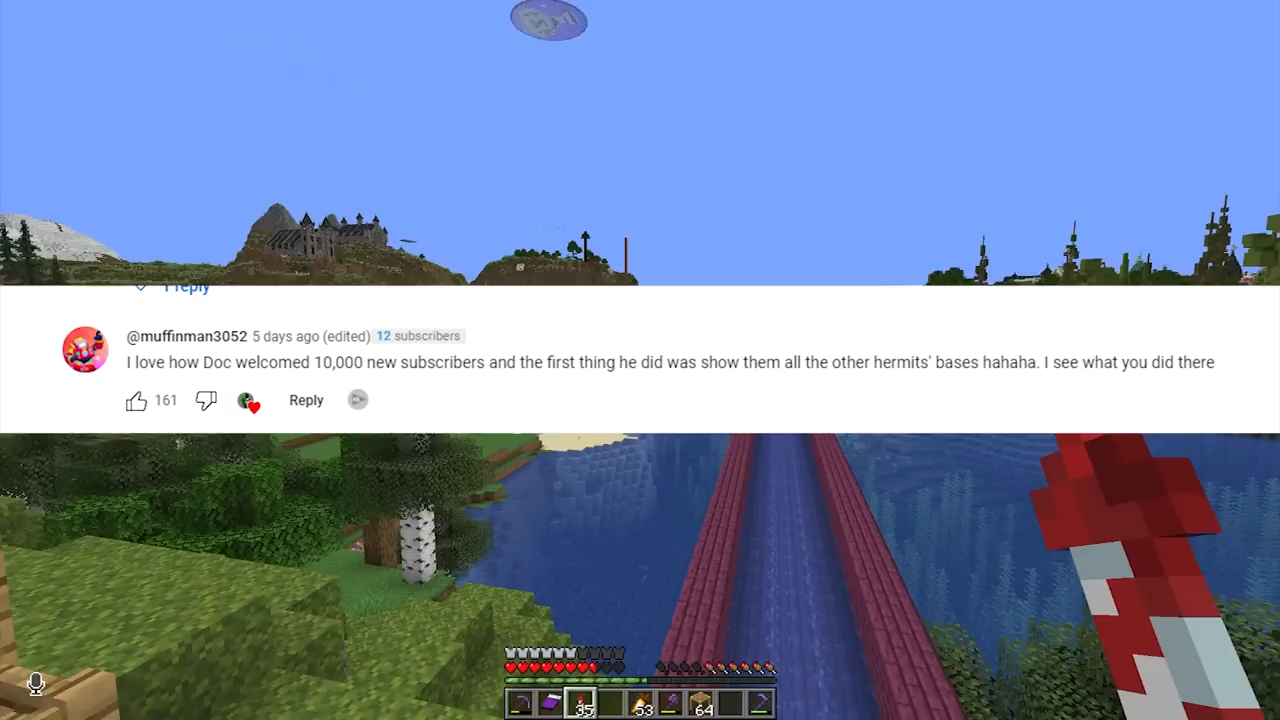 1 reply
@muffinman3052 5 days ago (edited) 12 subscribers
I love how Doc welcomed 10,000 new subscribers and the first thing he did was show them all the other hermits' bases hahaha. I see what you did there
161 Reply
35 53 64